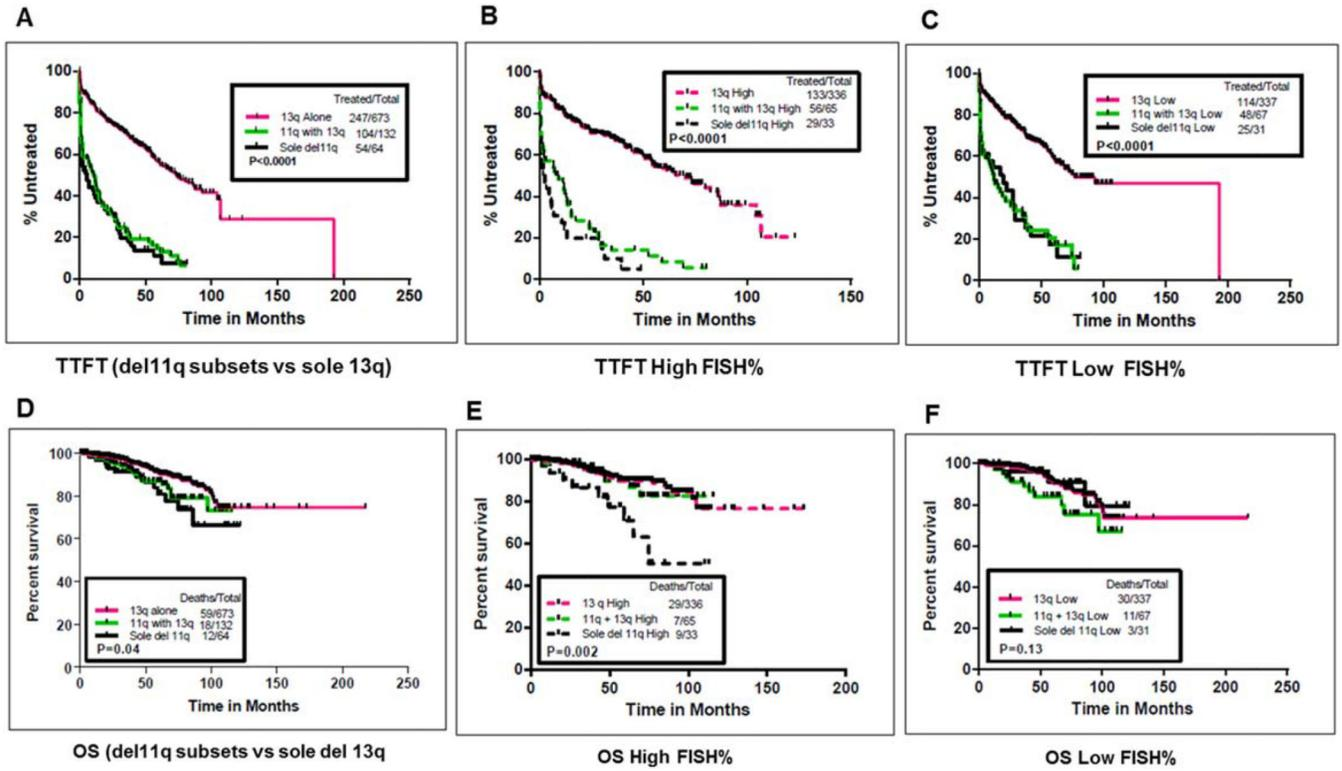 A
100
80
60
40
20
0
% Untreated
Treated/Total
13q Alone 247/673
11q with 13q 104/132
Sole del11q 54/64
P<0.0001
0 50 100 150 200 250
Time in Months
TTFT (del11q subsets vs sole 13q)
B
100
80
60
40
20
0
% Untreated
Treated/Total
13q High 133/336
11q with 13q High 56/65
Sole del11q High 29/33
P<0.0001
0 50 100 150
Time in Months
TTFT High FISH%
C
100
80
60
40
20
0
% Untreated
Treated/Total
13q Low 114/337
11q with 13q Low 48/67
Sole del11q Low 25/31
P<0.0001
0 50 100 150 200 250
Time in Months
TTFT Low FISH%
D
100
80
60
40
20
0
Percent survival
Deaths/Total
13q alone 59/673
11q with 13q 18/132
Sole del 11q 12/64
P=0.04
0 50 100 150 200 250
Time in Months
OS (del11q subsets vs sole del 13q
E
100
80
60
40
20
0
Percent survival
Deaths/Total
13 q High 29/336
11q + 13q High 7/65
Sole del 11q High 9/33
P=0.002
0 50 100 150 200
Time in Months
OS High FISH%
F
100
80
60
40
20
0
Percent survival
Deaths/Total
13q Low 30/337
11q + 13q Low 11/67
Sole del 11q Low 3/31
P=0.13
0 50 100 150 200 250
Time in Months
OS Low FISH%